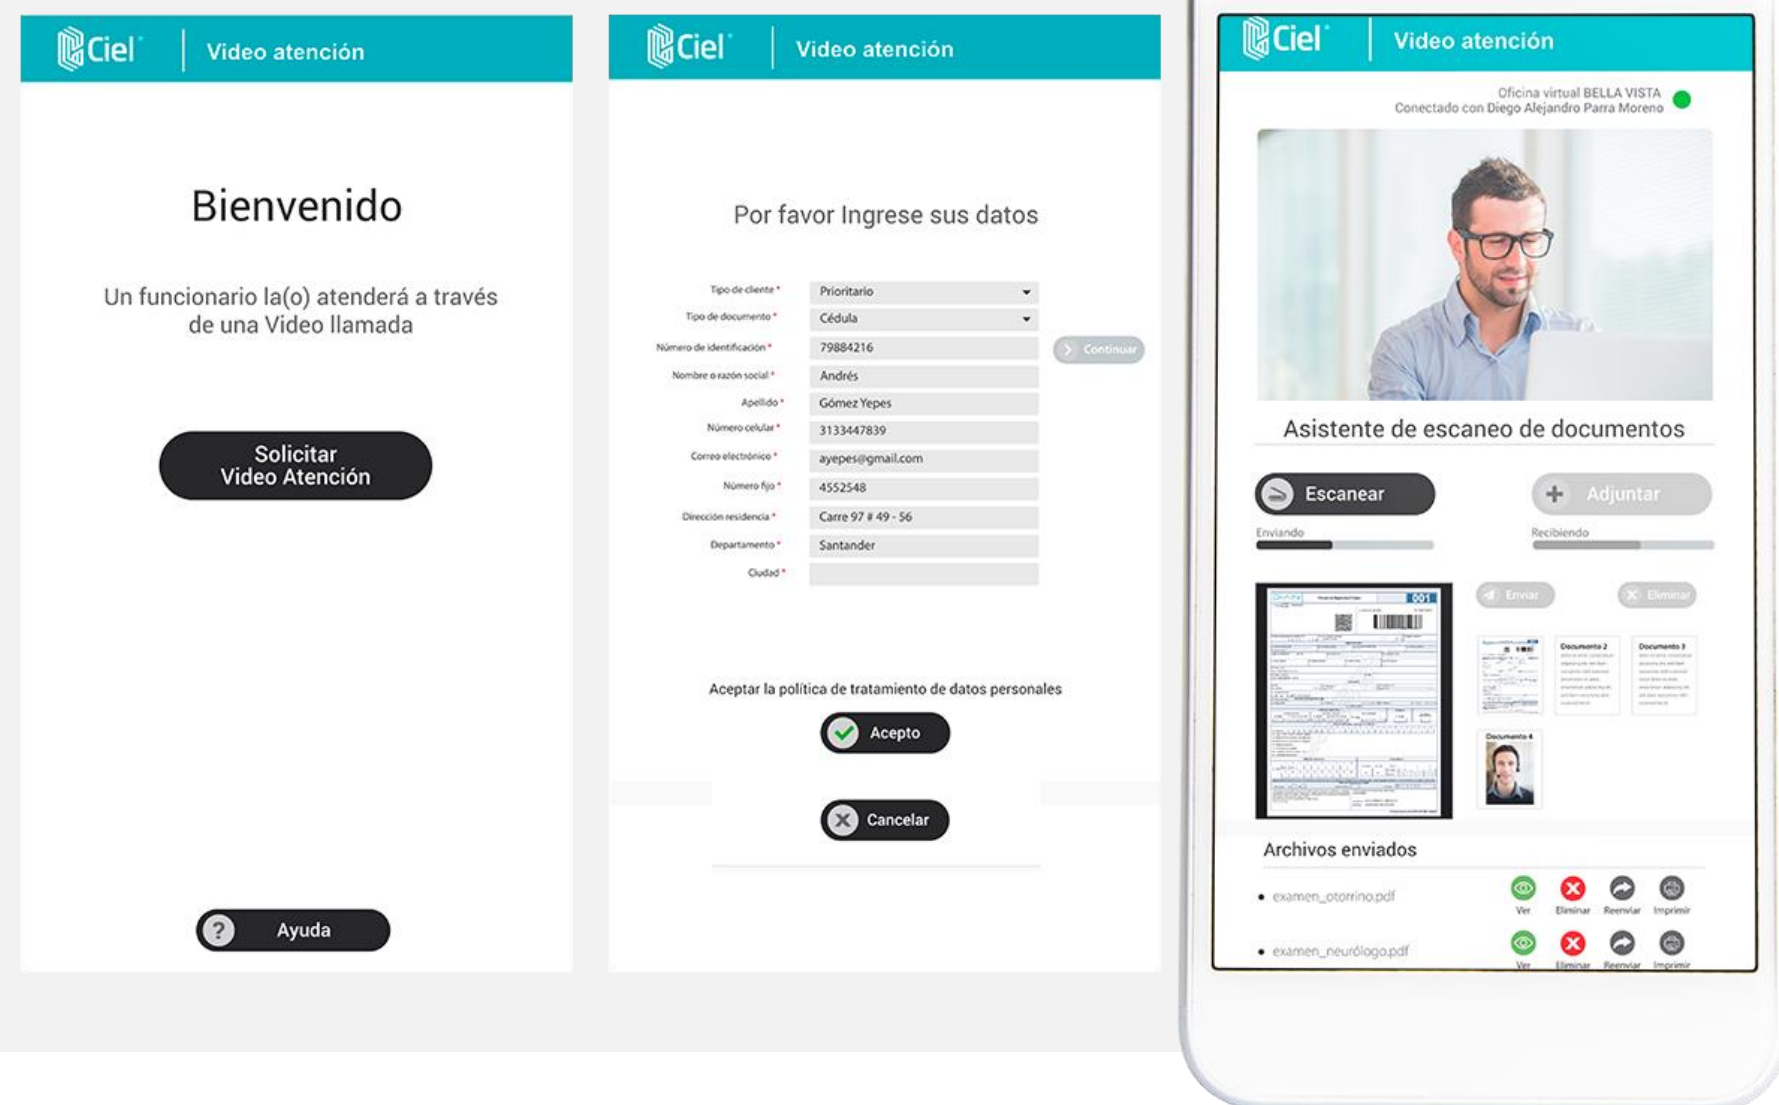 Ciel
Video atención
Bienvenido
Un funcionario la(o) atenderá a través
de una Video llamada
Solicitar
Video Atención
? Ayuda
Ciel
Video atención
Por favor Ingrese sus datos
Tipo de cliente * Prioritario
Tipo de documento * Cédula
Número de identificación * 79884216
Continuar
Nombre o razón social * Andrés
Apellido * Gómez Yepes
Número celular * 3133447839
Correo electrónico * ayepes@gmail.com
Número fijo * 4552548
Dirección residencia * Carre 97 # 49 - 56
Departamento * Santander
Ciudad *
Aceptar la política de tratamiento de datos personales
Acepto
Cancelar
Ciel
Video atención
Oficina virtual BELLA VISTA
Conectado con Diego Alejandro Parra Moreno
Asistente de escaneo de documentos
Escanear
Adjuntar
Enviando
Recibiendo
001
Enviar
Eliminar
Documento 2
Documento 3
Documento 4
Archivos enviados
• examen_otorrino.pdf
Ver Eliminar Reenviar Imprimir
• examen_neurólogo.pdf
Ver Eliminar Reenviar Imprimir